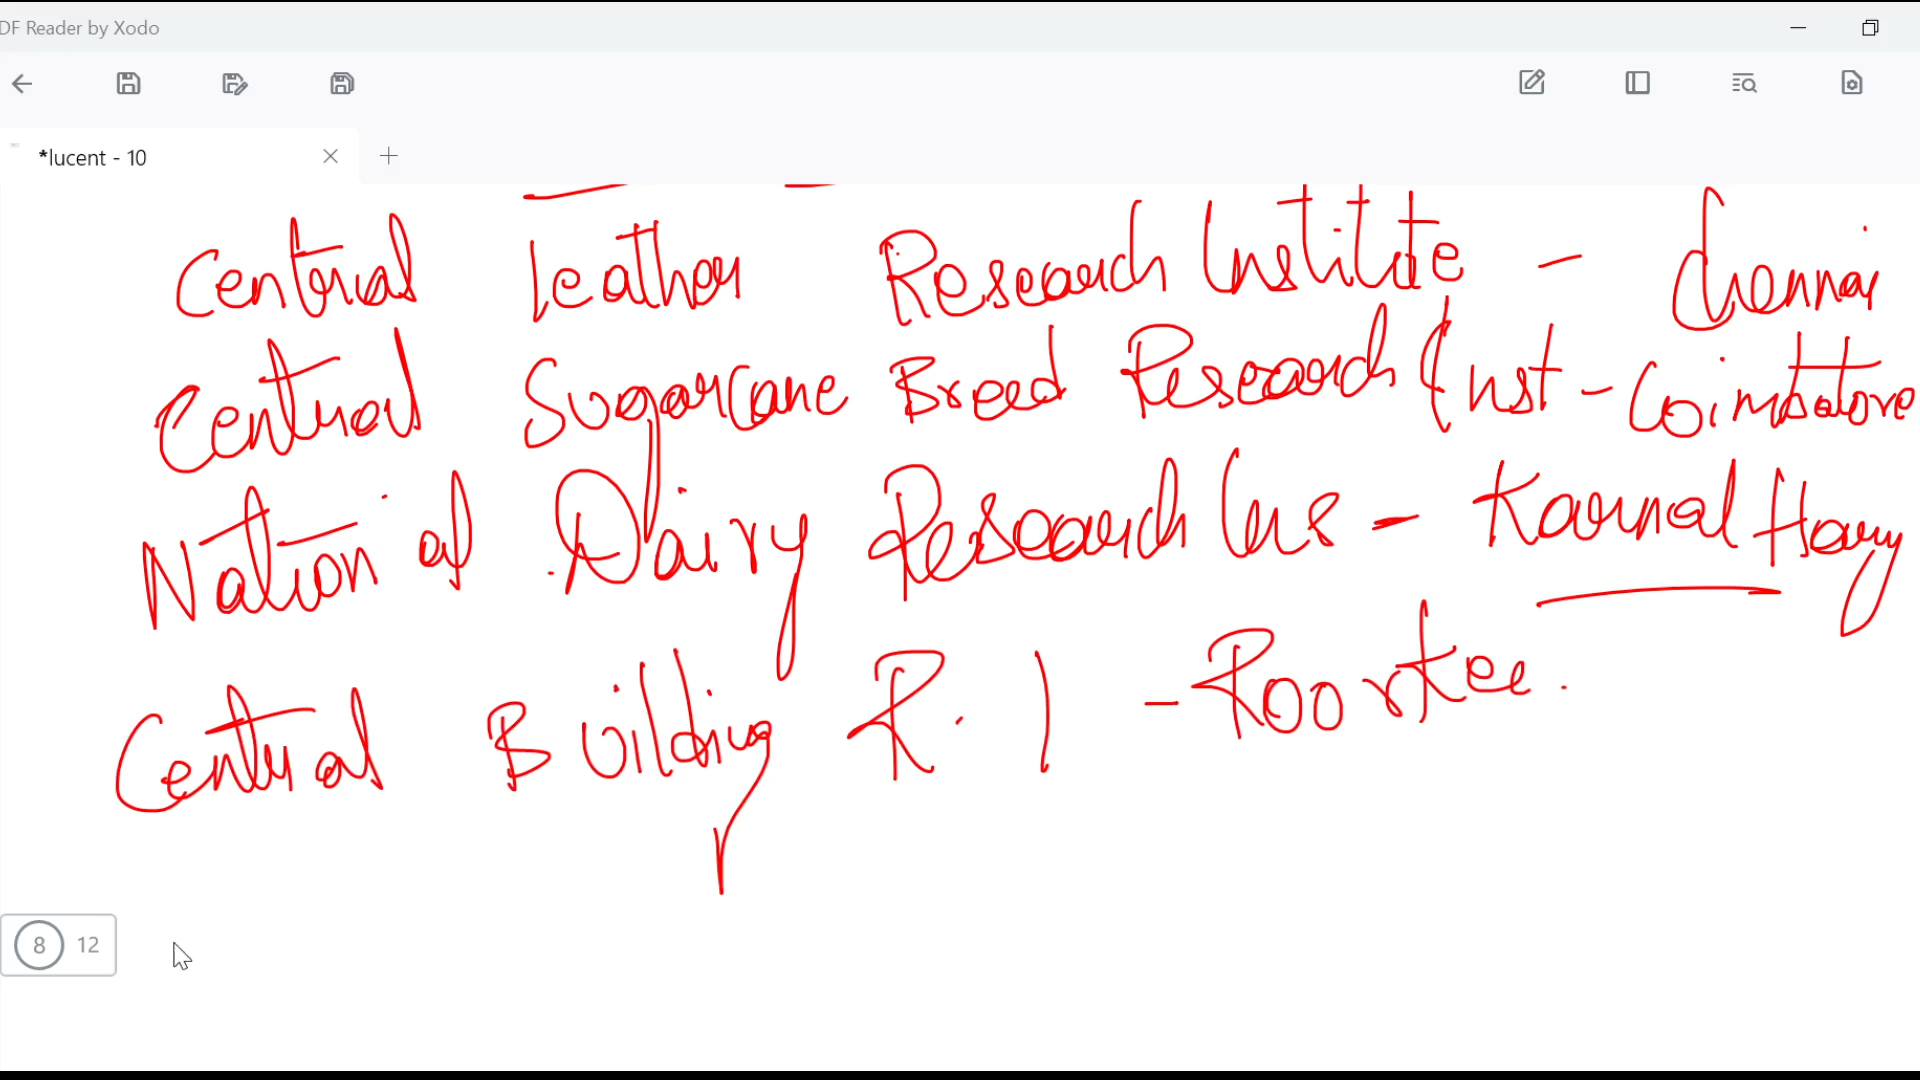 DF Reader by Xodo
*lucent - 10
Central Leather Research Institute - Chennai
Central Sugarcane Breed Research Inst - Coimbatore
National Dairy Research Ins - Karnal Hary
Central Building R. I - Roorkee.
8 12